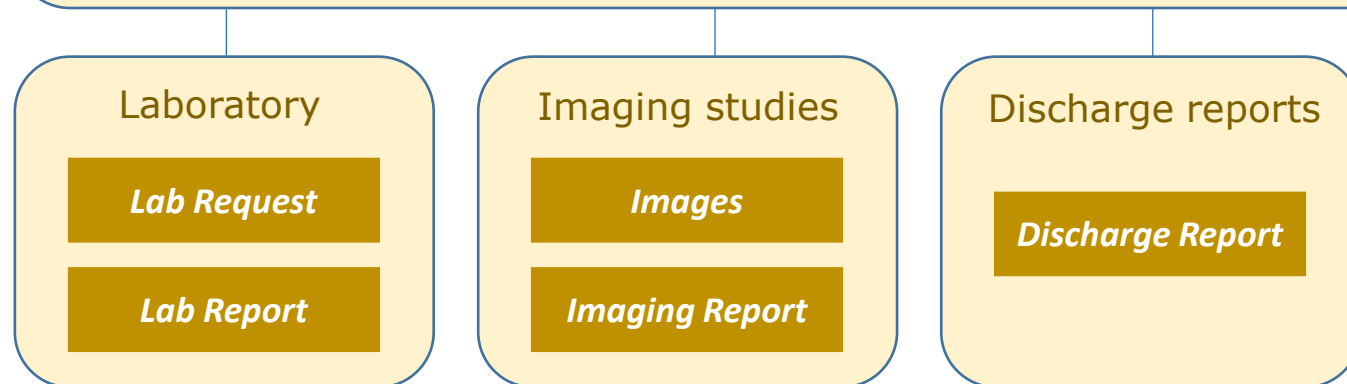 Laboratory
Lab Request
Lab Report
Imaging studies
Images
Imaging Report
Discharge reports
Discharge Report